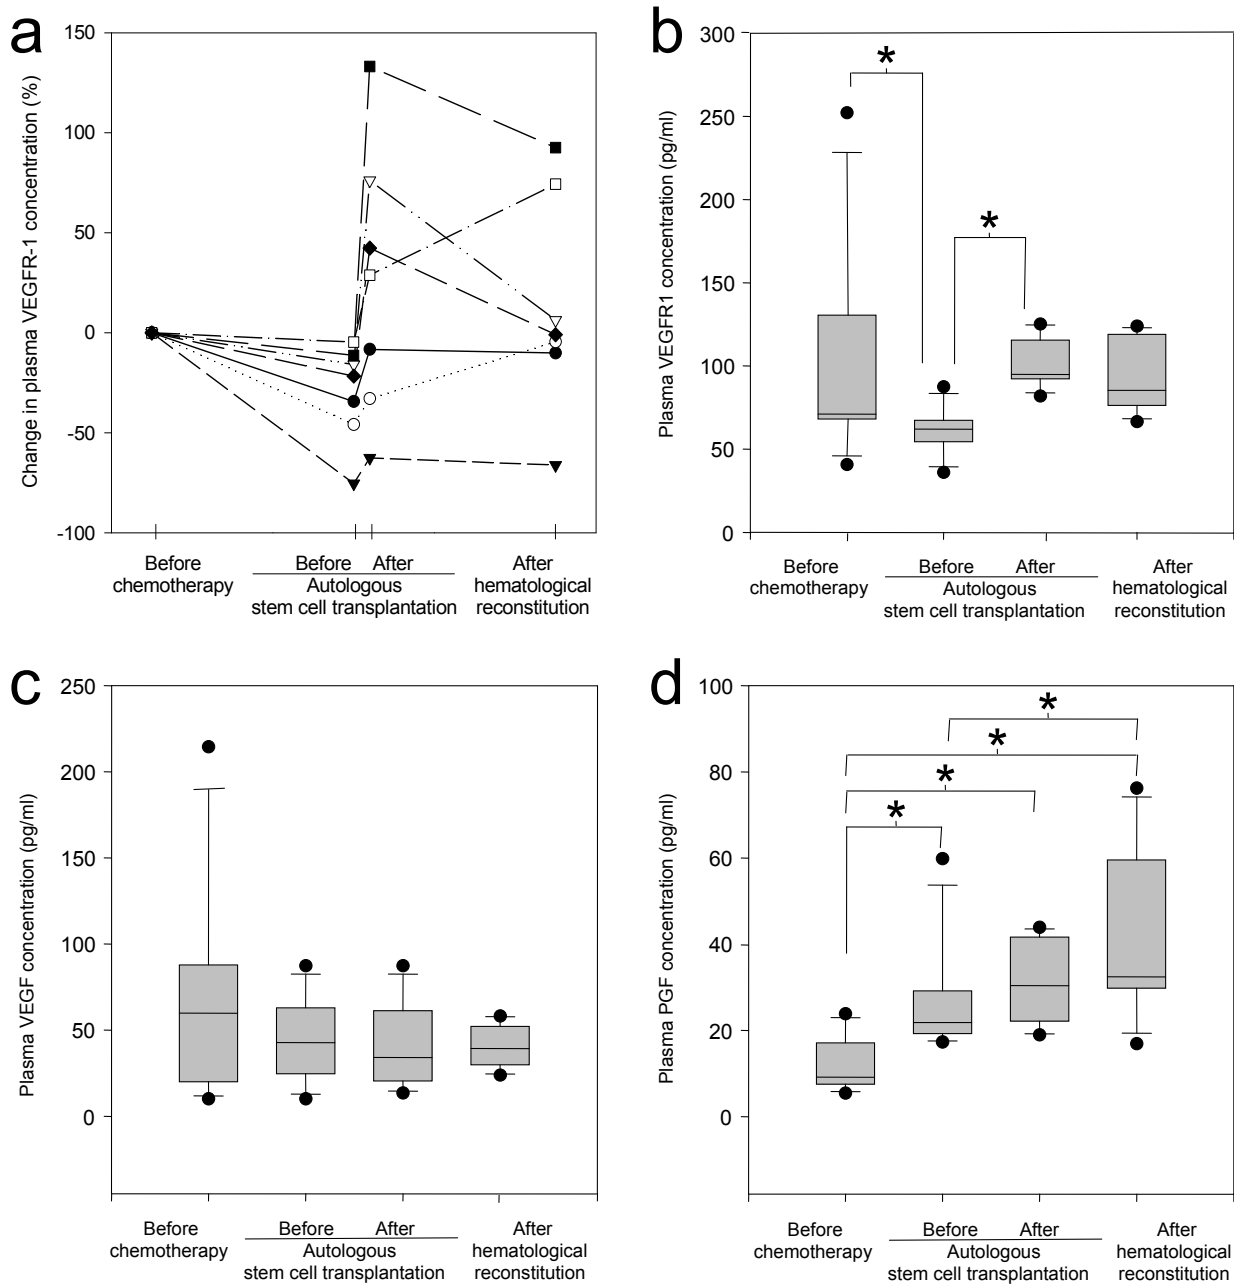 a
Change in plasma VEGFR-1 concentration (%)
150
100
50
0
-50
-100
Before
chemotherapy
Before After
Autologous
stem cell transplantation
After
hematological
reconstitution
b
Plasma VEGFR1 concentration (pg/ml)
300
250
200
150
100
50
0
*
*
Before
chemotherapy
Before After
Autologous
stem cell transplantation
After
hematological
reconstitution
c
Plasma VEGF concentration (pg/ml)
250
200
150
100
50
0
Before
chemotherapy
Before After
Autologous
stem cell transplantation
After
hematological
reconstitution
d
Plasma PGF concentration (pg/ml)
100
80
60
40
20
0
*
*
*
*
Before
chemotherapy
Before After
Autologous
stem cell transplantation
After
hematological
reconstitution